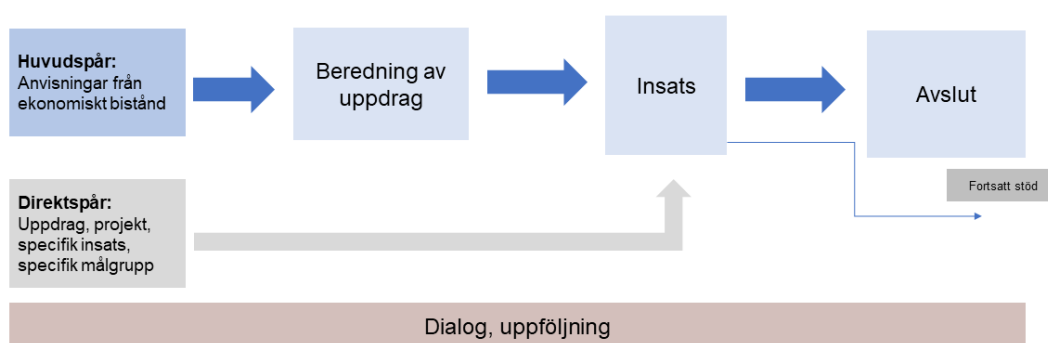 Huvudspår:
Anvisningar från
ekonomiskt bistånd
Beredning av
uppdrag
Insats
Avslut
Fortsatt stöd
Direktspår:
Uppdrag, projekt,
specifik insats,
specifik målgrupp
Dialog, uppföljning